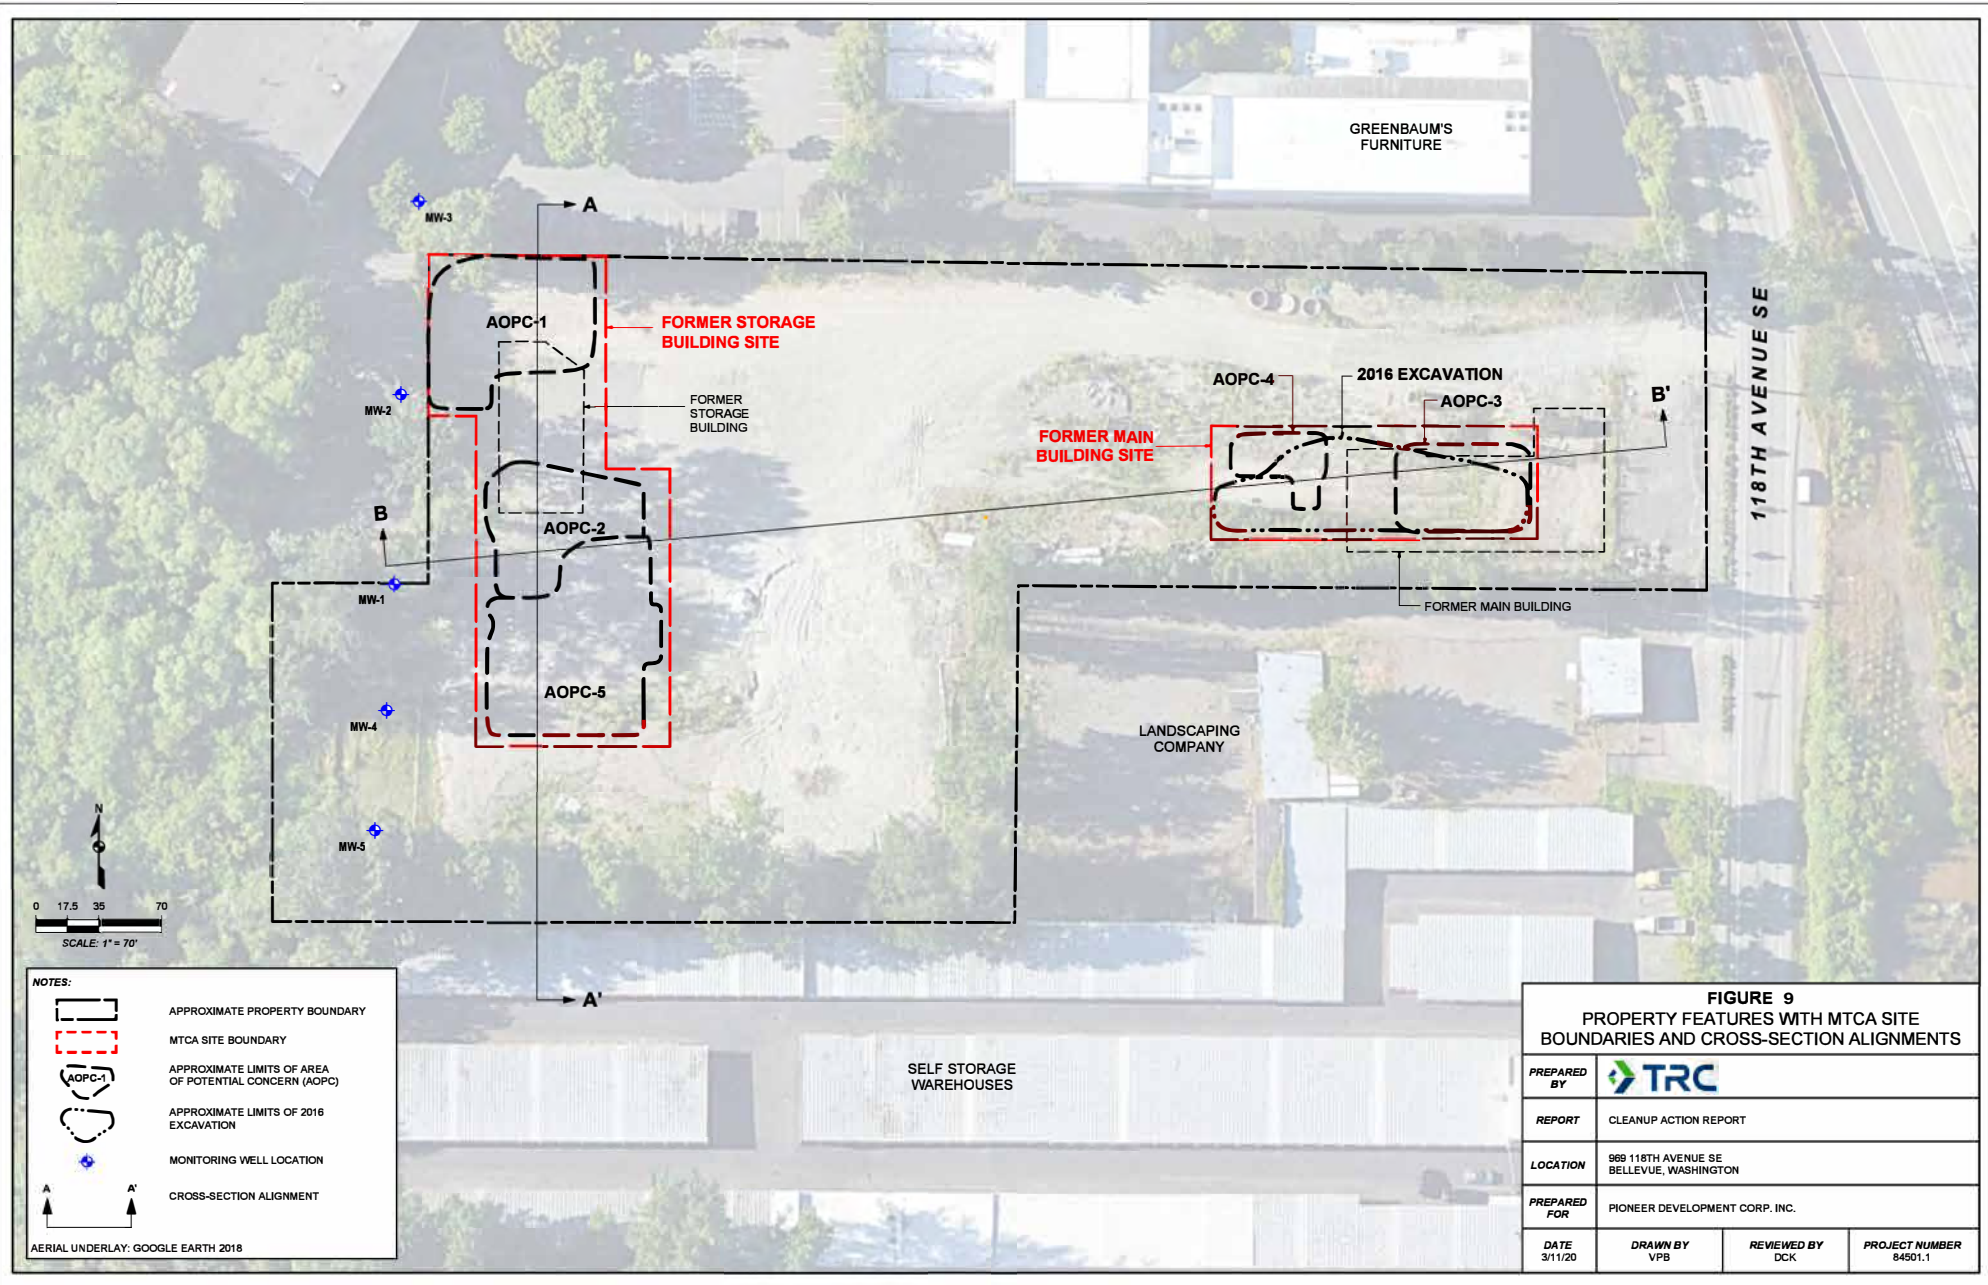 GREENBAUM'S
FURNITURE
A
MW-3
AOPC-1
FORMER STORAGE
BUILDING SITE
118TH AVENUE SE
AOPC-4
2016 EXCAVATION
AOPC-3
B'
MW-2
FORMER
STORAGE
BUILDING
FORMER MAIN
BUILDING SITE
B
AOPC-2
MW-1
FORMER MAIN BUILDING
AOPC-5
MW-4
LANDSCAPING
COMPANY
MW-5
N
0 17.5 35 70
SCALE: 1" = 70'
A'
SELF STORAGE
WAREHOUSES
NOTES:
APPROXIMATE PROPERTY BOUNDARY
MTCA SITE BOUNDARY
AOPC-1
APPROXIMATE LIMITS OF AREA
OF POTENTIAL CONCERN (AOPC)
APPROXIMATE LIMITS OF 2016
EXCAVATION
MONITORING WELL LOCATION
A A'
CROSS-SECTION ALIGNMENT
AERIAL UNDERLAY: GOOGLE EARTH 2018
FIGURE 9
PROPERTY FEATURES WITH MTCA SITE
BOUNDARIES AND CROSS-SECTION ALIGNMENTS
PREPARED
BY
TRC
REPORT
CLEANUP ACTION REPORT
LOCATION
969 118TH AVENUE SE
BELLEVUE, WASHINGTON
PREPARED
FOR
PIONEER DEVELOPMENT CORP. INC.
DATE
3/11/20
DRAWN BY
VPB
REVIEWED BY
DCK
PROJECT NUMBER
84501.1